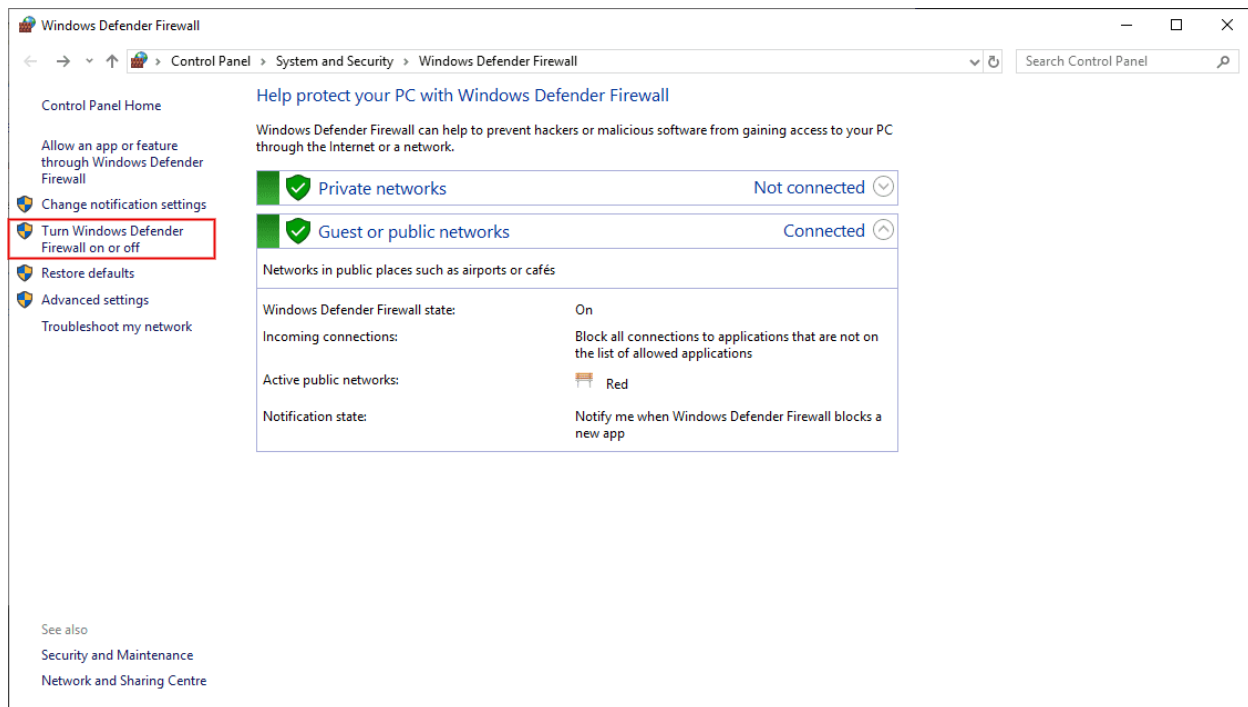 Windows Defender Firewall
Control Panel › System and Security › Windows Defender Firewall
Search Control Panel
Control Panel Home
Allow an app or feature
through Windows Defender
Firewall
Change notification settings
Turn Windows Defender
Firewall on or off
Restore defaults
Advanced settings
Troubleshoot my network
See also
Security and Maintenance
Network and Sharing Centre
Help protect your PC with Windows Defender Firewall
Windows Defender Firewall can help to prevent hackers or malicious software from gaining access to your PC
through the Internet or a network.
Private networks Not connected
Guest or public networks Connected
Networks in public places such as airports or cafés
Windows Defender Firewall state: On
Incoming connections: Block all connections to applications that are not on
the list of allowed applications
Active public networks: Red
Notification state: Notify me when Windows Defender Firewall blocks a
new app